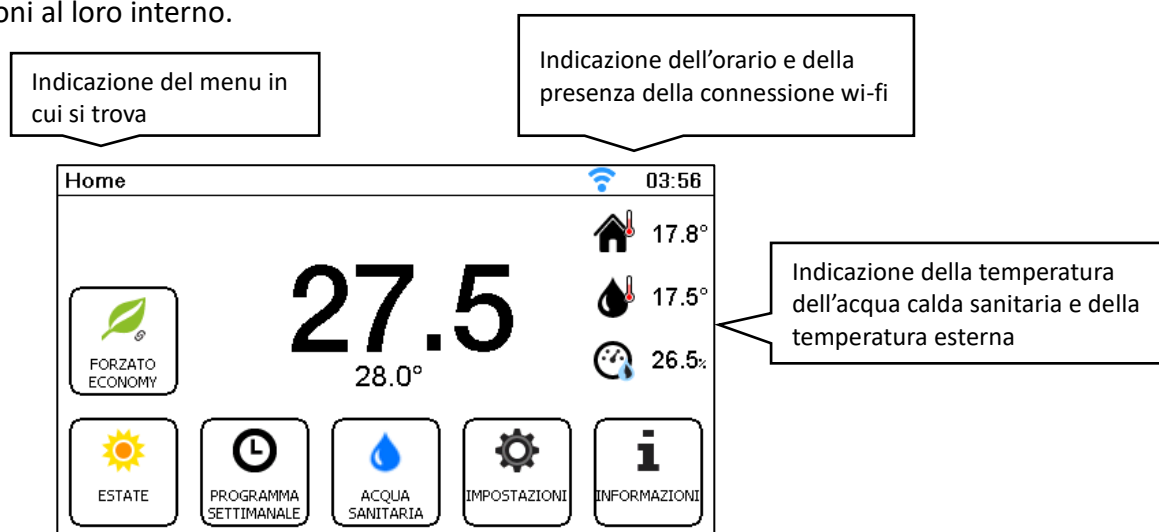 oni al loro interno.
Indicazione del menu in
cui si trova
Indicazione dell’orario e della
presenza della connessione wi-fi
Home
03:56
17.8°
27.5
17.5°
Indicazione della temperatura
dell’acqua calda sanitaria e della
temperatura esterna
FORZATO
ECONOMY
28.0°
26.5%
ESTATE
PROGRAMMA
SETTIMANALE
ACQUA
SANITARIA
IMPOSTAZIONI
INFORMAZIONI